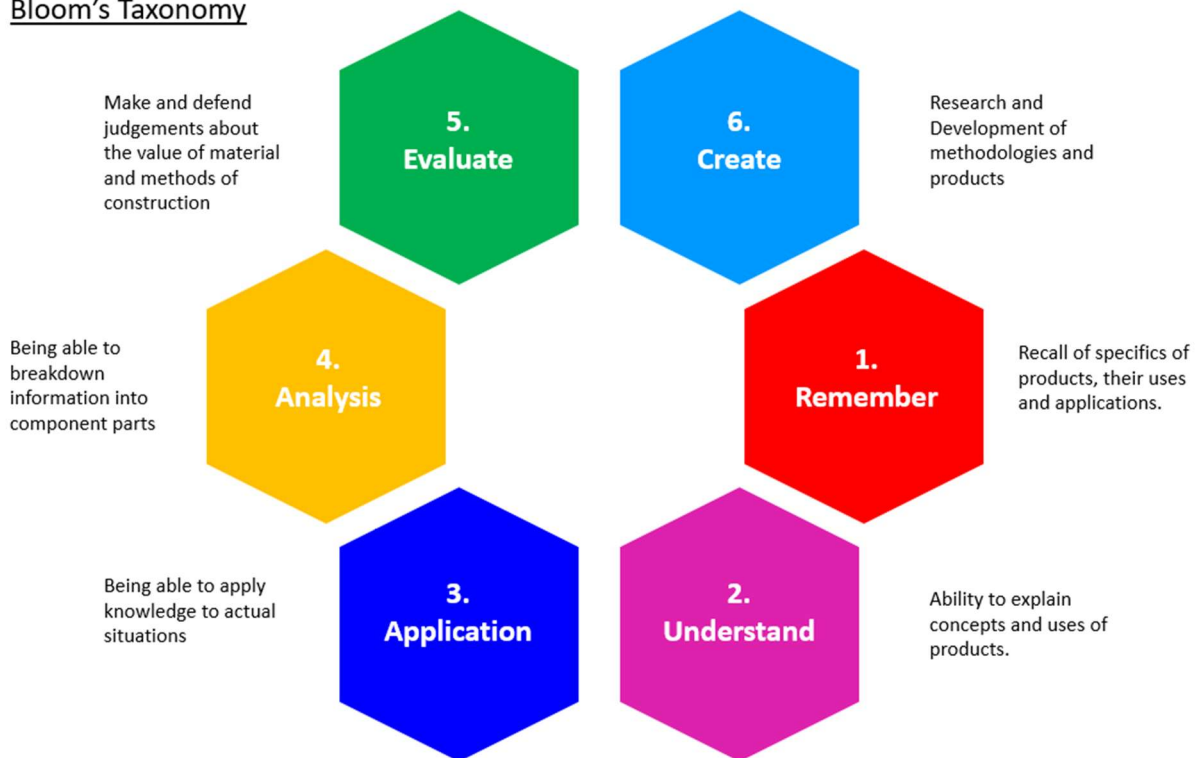 Bloom's Taxonomy
Make and defend
judgements about
the value of material
and methods of
construction
5.
Evaluate
6.
Create
Research and
Development of
methodologies and
products
Being able to
breakdown
information into
component parts
4.
Analysis
1.
Remember
Recall of specifics of
products, their uses
and applications.
Being able to apply
knowledge to actual
situations
3.
Application
2.
Understand
Ability to explain
concepts and uses of
products.